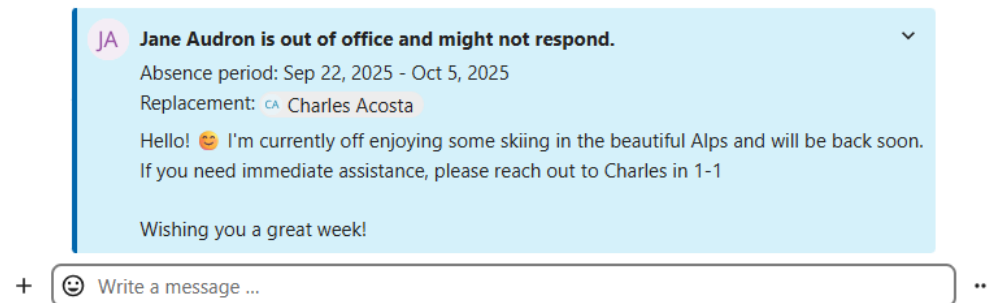 JA Jane Audron is out of office and might not respond.
Absence period: Sep 22, 2025 - Oct 5, 2025
Replacement: CA Charles Acosta
Hello! 😊 I'm currently off enjoying some skiing in the beautiful Alps and will be back soon.
If you need immediate assistance, please reach out to Charles in 1-1
Wishing you a great week!
Write a message ...